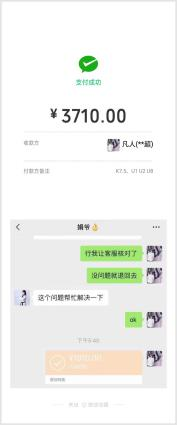 支付成功
¥3710.00
收款方 凡人(**超)
付款方备注
娟爷👌
行我让客服核对了
没问题就退回去
这个问题帮忙解决一下
ok